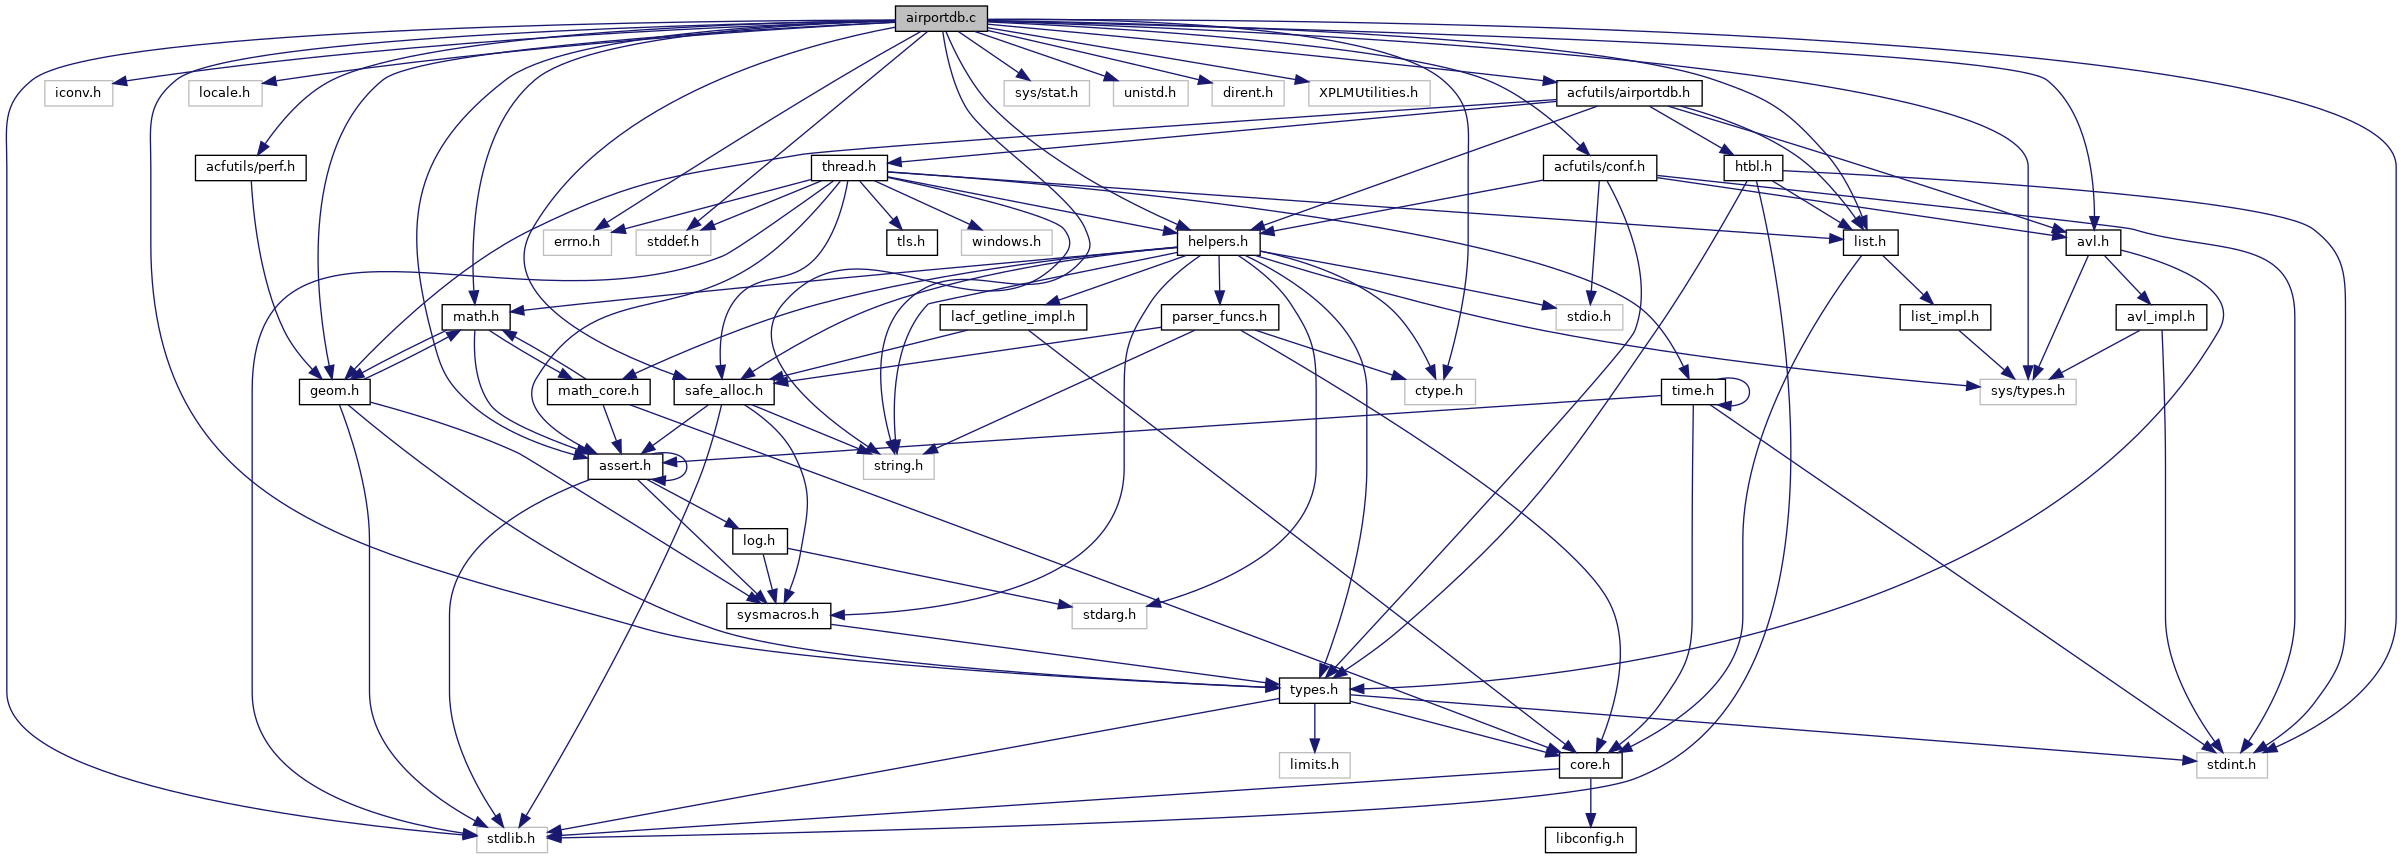 airportdb.c
iconv.h
locale.h
sys/stat.h
unistd.h
dirent.h
XPLMUtilities.h
acfutils/airportdb.h
acfutils/perf.h
thread.h
acfutils/conf.h
htbl.h
errno.h
stddef.h
tls.h
windows.h
helpers.h
list.h
avl.h
math.h
lacf_getline_impl.h
parser_funcs.h
stdio.h
list_impl.h
avl_impl.h
geom.h
math_core.h
safe_alloc.h
ctype.h
time.h
sys/types.h
assert.h
string.h
log.h
sysmacros.h
stdarg.h
types.h
limits.h
core.h
stdint.h
stdlib.h
libconfig.h